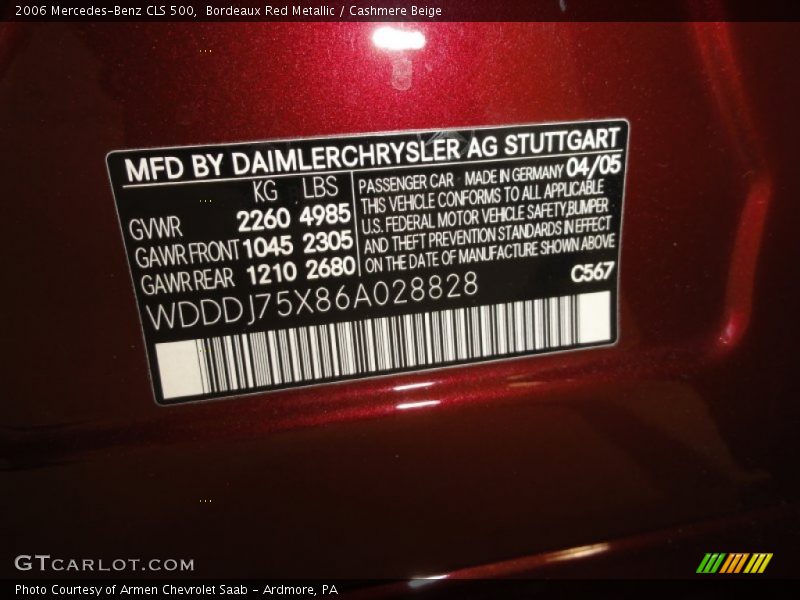 2006 Mercedes-Benz CLS 500, Bordeaux Red Metallic / Cashmere Beige
MFD BY DAIMLERCHRYSLER AG STUTTGART
KG LBS
GVWR 2260 4985
GAWR FRONT 1045 2305
GAWR REAR 1210 2680
PASSENGER CAR - MADE IN GERMANY 04/05
THIS VEHICLE CONFORMS TO ALL APPLICABLE
U.S. FEDERAL MOTOR VEHICLE SAFETY,BUMPER
AND THEFT PREVENTION STANDARDS IN EFFECT
ON THE DATE OF MANUFACTURE SHOWN ABOVE
WDDDJ75X86A028828 C567
GTCARLOT.COM
Photo Courtesy of Armen Chevrolet Saab - Ardmore, PA